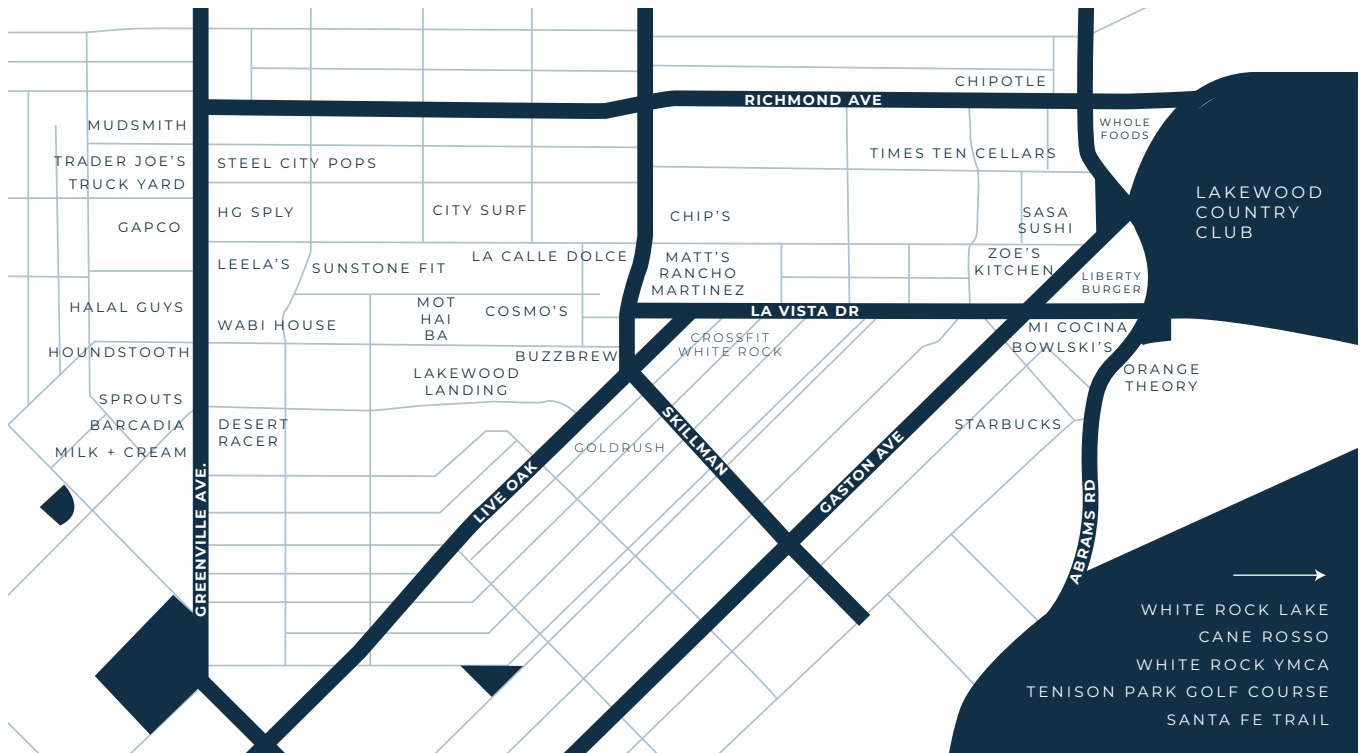 CHIPOTLE
RICHMOND AVE
MUDSMITH
WHOLE
FOODS
TRADER JOE'S
STEEL CITY POPS
TIMES TEN CELLARS
TRUCK YARD
LAKEWOOD
COUNTRY
CLUB
HG SPLY
CITY SURF
CHIP'S
SASA
SUSHI
GAPCO
LEELA'S
SUNSTONE FIT
LA CALLE DOLCE
MATT'S
RANCHO
MARTINEZ
ZOE'S
KITCHEN
LIBERTY
BURGER
HALAL GUYS
WABI HOUSE
MOT
HAI
BA
COSMO'S
LA VISTA DR
MI COCINA
BOWLSKI'S
CROSSFIT
WHITE ROCK
HOUNDSTOOTH
BUZZBREW
LAKEWOOD
LANDING
ORANGE
THEORY
SPROUTS
BARCADIA
MILK + CREAM
DESERT
RACER
GOLDRUSH
SKILLMAN
STARBUCKS
GREENVILLE AVE.
LIVE OAK
GASTON AVE
ABRAMS RD
WHITE ROCK LAKE
CANE ROSSO
WHITE ROCK YMCA
TENISON PARK GOLF COURSE
SANTA FE TRAIL